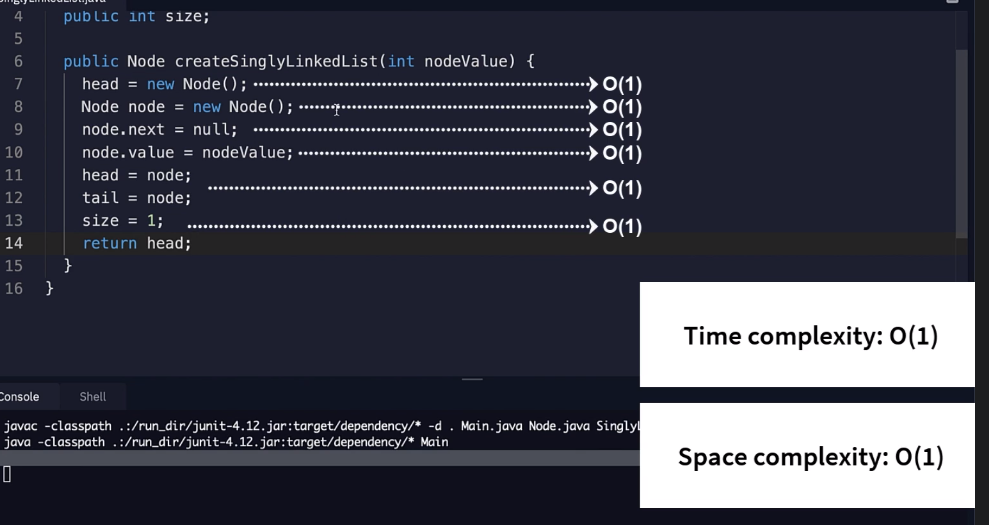 singlyLinkedList.java
4 public int size;
5
6 public Node createSinglyLinkedList(int nodeValue) {
7 head = new Node(); O(1)
8 Node node = new Node(); O(1)
9 node.next = null; O(1)
10 node.value = nodeValue; O(1)
11 head = node;
O(1)
12 tail = node;
13 size = 1; O(1)
14 return head;
15 }
16 }
Time complexity: O(1)
Console Shell
javac -classpath .:/run_dir/junit-4.12.jar:target/dependency/* -d . Main.java Node.java SinglyL
java -classpath .:/run_dir/junit-4.12.jar:target/dependency/* Main
Space complexity: O(1)